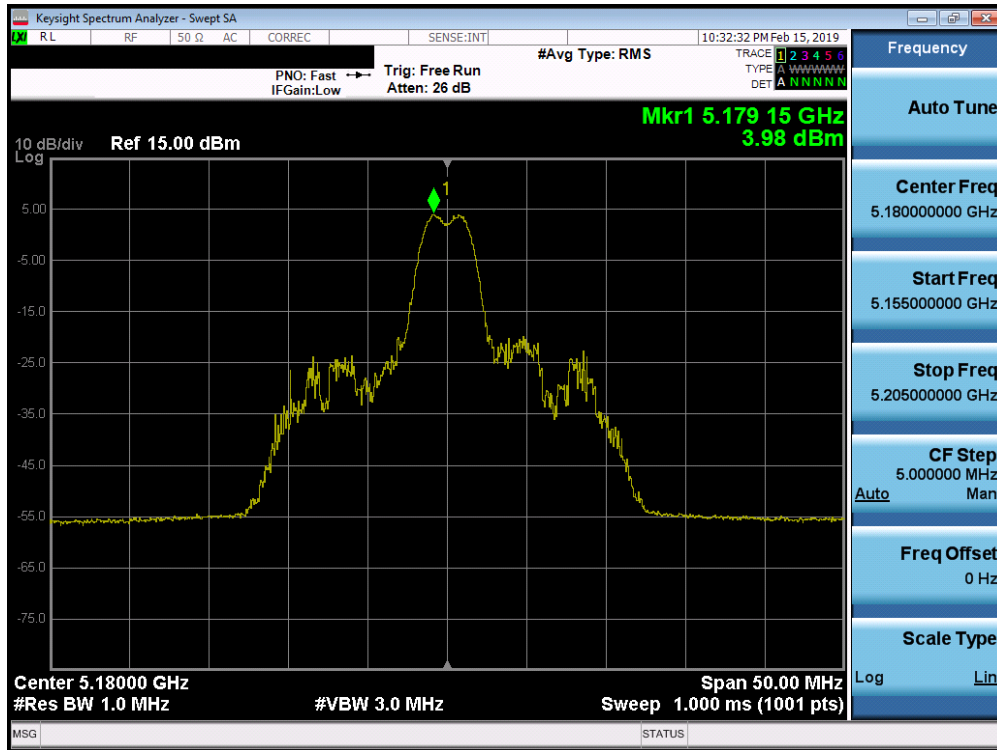 Keysight Spectrum Analyzer - Swept SA
LXI RL RF 50 Ω AC CORREC SENSE:INT 10:32:32 PM Feb 15, 2019
#Avg Type: RMS
TRACE 1 2 3 4 5 6
TYPE A WWWWWW
DET A N N N N N
PNO: Fast
IFGain:Low
Trig: Free Run
Atten: 26 dB
Mkr1 5.179 15 GHz
3.98 dBm
10 dB/div Ref 15.00 dBm
Log
1
5.00
-5.00
-15.0
-25.0
-35.0
-45.0
-55.0
-65.0
-75.0
Center 5.18000 GHz Span 50.00 MHz
#Res BW 1.0 MHz #VBW 3.0 MHz Sweep 1.000 ms (1001 pts)
MSG STATUS
Frequency
Auto Tune
Center Freq
5.180000000 GHz
Start Freq
5.155000000 GHz
Stop Freq
5.205000000 GHz
CF Step
5.000000 MHz
Auto Man
Freq Offset
0 Hz
Scale Type
Log Lin